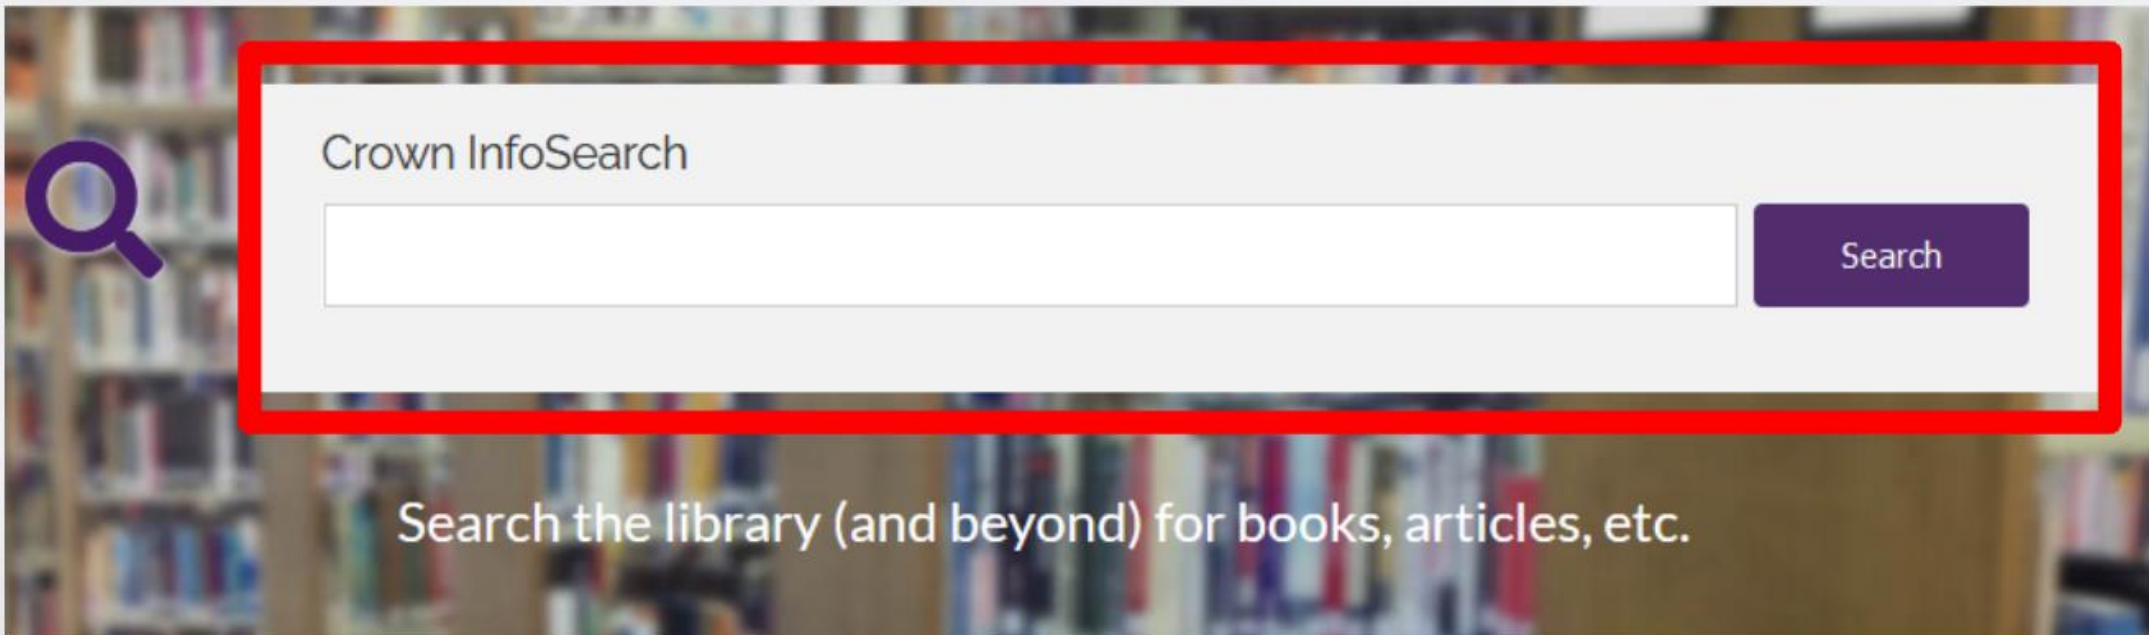 Crown InfoSearch
Search
Search the library (and beyond) for books, articles, etc.